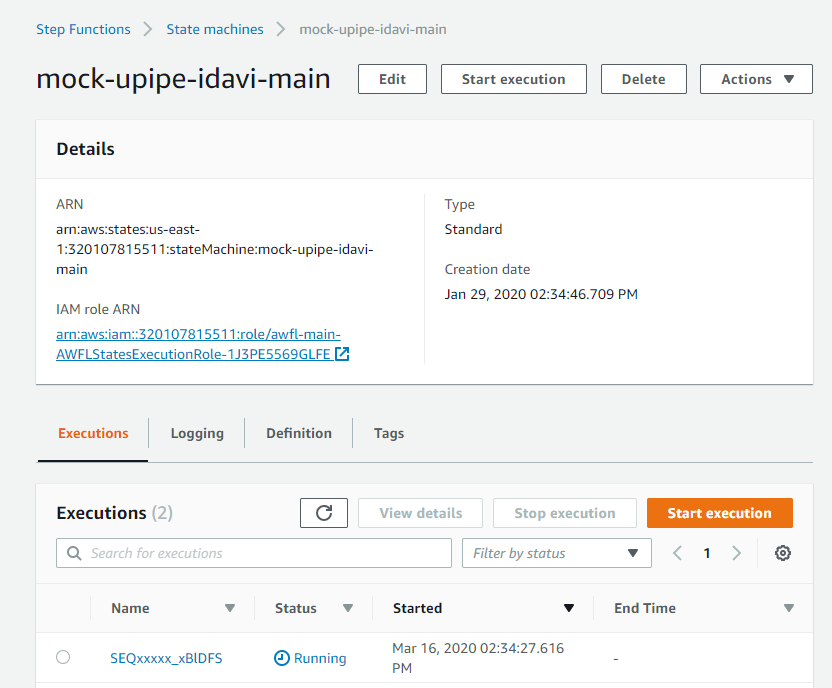 Step Functions > State machines > mock-upipe-idavi-main
mock-upipe-idavi-main Edit Start execution Delete Actions
Details
ARN
arn:aws:states:us-east-
1:320107815511:stateMachine:mock-upipe-idavi-
main
IAM role ARN
arn:aws:iam::320107815511:role/awfl-main-
AWFLStatesExecutionRole-1J3PE5569GLFE
Type
Standard
Creation date
Jan 29, 2020 02:34:46.709 PM
Executions Logging Definition Tags
Executions (2) View details Stop execution Start execution
Search for executions Filter by status 1
Name Status Started End Time
SEQxxxxx_xBlDFS Running Mar 16, 2020 02:34:27.616
PM -